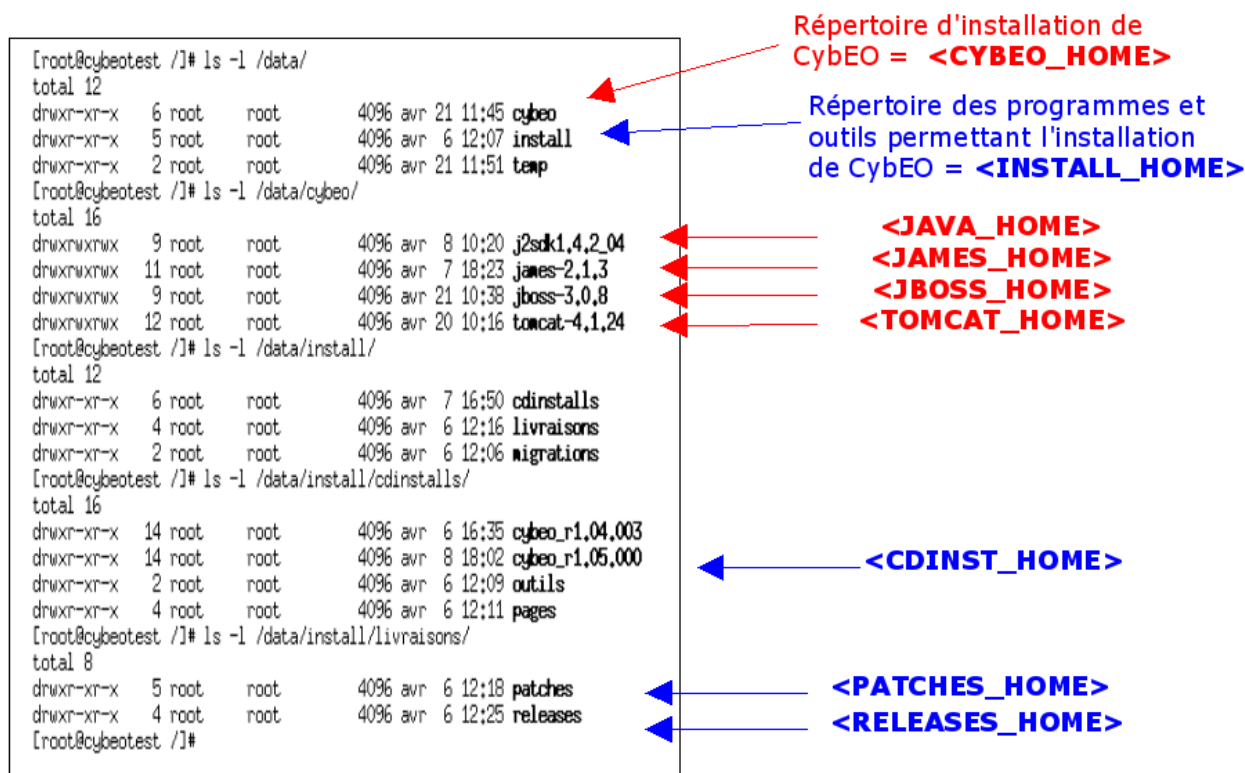 Répertoire d'installation de
CybEO = <CYBEO_HOME>
Répertoire des programmes et
outils permettant l'installation
de CybEO = <INSTALL_HOME>
[root@cybeotest /]# ls -l /data/
total 12
drwxr-xr-x 6 root root 4096 avr 21 11:45 cybeo
drwxr-xr-x 5 root root 4096 avr 6 12:07 install
drwxr-xr-x 2 root root 4096 avr 21 11:51 temp
[root@cybeotest /]# ls -l /data/cybeo/
total 16
drwxrwxrwx 9 root root 4096 avr 8 10:20 j2sdk1.4.2_04 <JAVA_HOME>
drwxrwxrwx 11 root root 4096 avr 7 18:23 james-2.1.3 <JAMES_HOME>
drwxrwxrwx 9 root root 4096 avr 21 10:38 jboss-3.0.8 <JBOSS_HOME>
drwxrwxrwx 12 root root 4096 avr 20 10:16 tomcat-4.1.24 <TOMCAT_HOME>
[root@cybeotest /]# ls -l /data/install/
total 12
drwxr-xr-x 6 root root 4096 avr 7 16:50 cdinstalls
drwxr-xr-x 4 root root 4096 avr 6 12:16 livraisons
drwxr-xr-x 2 root root 4096 avr 6 12:06 migrations
[root@cybeotest /]# ls -l /data/install/cdinstalls/
total 16
drwxr-xr-x 14 root root 4096 avr 6 16:35 cybeo_r1.04.003
drwxr-xr-x 14 root root 4096 avr 8 18:02 cybeo_r1.05.000 <CDINST_HOME>
drwxr-xr-x 2 root root 4096 avr 6 12:09 outils
drwxr-xr-x 4 root root 4096 avr 6 12:11 pages
[root@cybeotest /]# ls -l /data/install/livraisons/
total 8
drwxr-xr-x 5 root root 4096 avr 6 12:18 patches <PATCHES_HOME>
drwxr-xr-x 4 root root 4096 avr 6 12:25 releases <RELEASES_HOME>
[root@cybeotest /]#